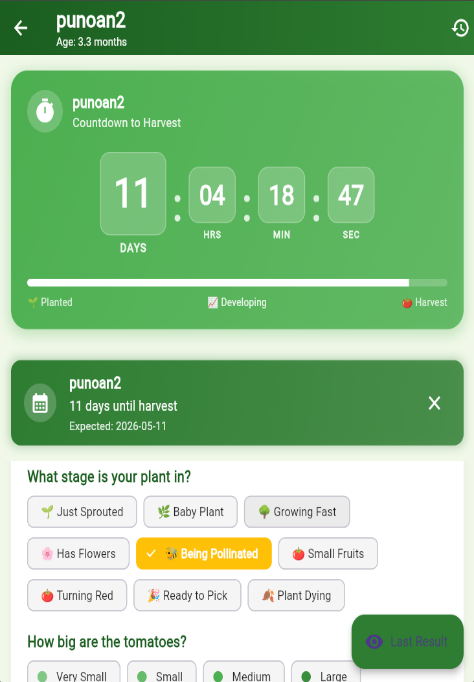 punoan2
Age: 3.3 months
punoan2
Countdown to Harvest
11 : 04 : 18 : 47
DAYS HRS MIN SEC
Planted Developing Harvest
punoan2
11 days until harvest
Expected: 2026-05-11
What stage is your plant in?
Just Sprouted Baby Plant Growing Fast
Has Flowers Being Pollinated Small Fruits
Turning Red Ready to Pick Plant Dying
How big are the tomatoes?
Last Result
Very Small Small Medium Large